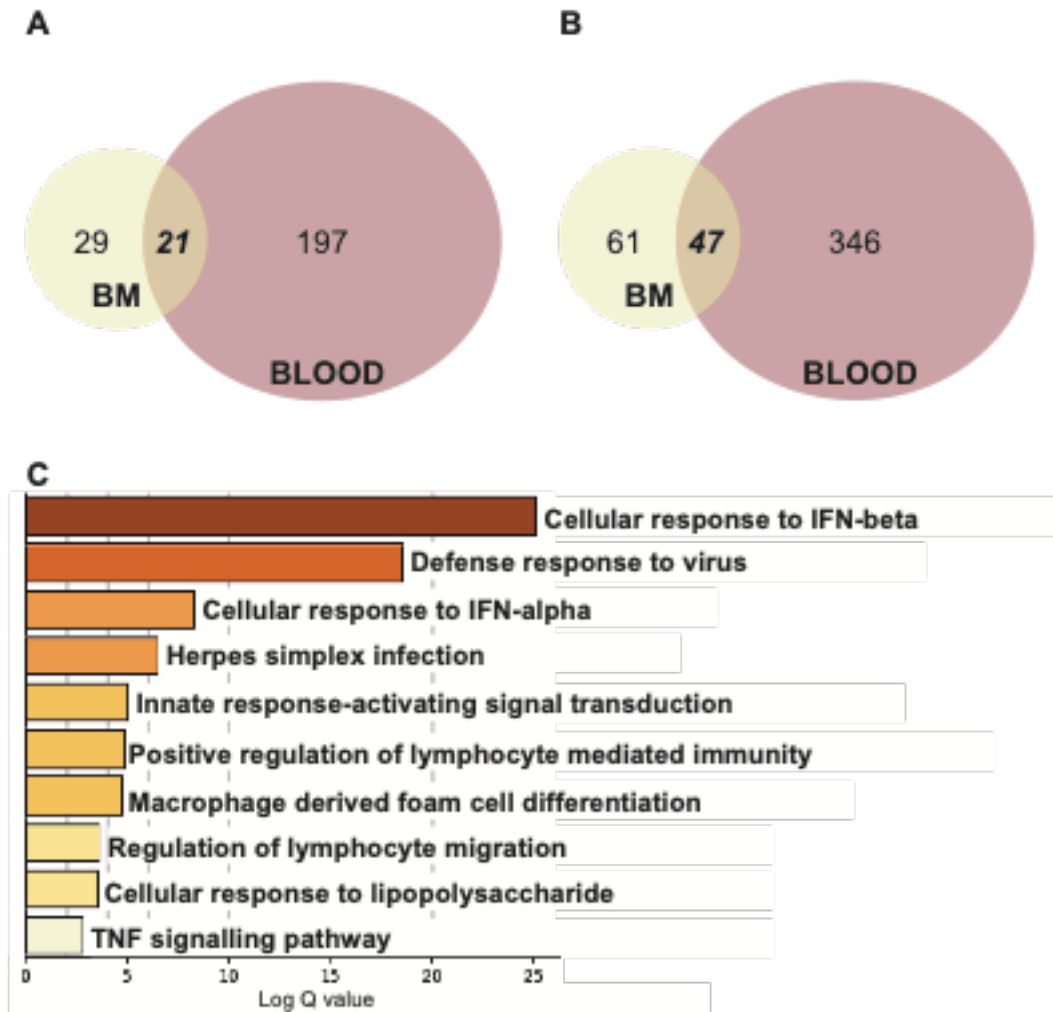 A
B
29
21
197
BM
BLOOD
61
47
346
BM
BLOOD
C
Cellular response to IFN-beta
Defense response to virus
Cellular response to IFN-alpha
Herpes simplex infection
Innate response-activating signal transduction
Positive regulation of lymphocyte mediated immunity
Macrophage derived foam cell differentiation
Regulation of lymphocyte migration
Cellular response to lipopolysaccharide
TNF signalling pathway
0 5 10 15 20 25
Log Q value